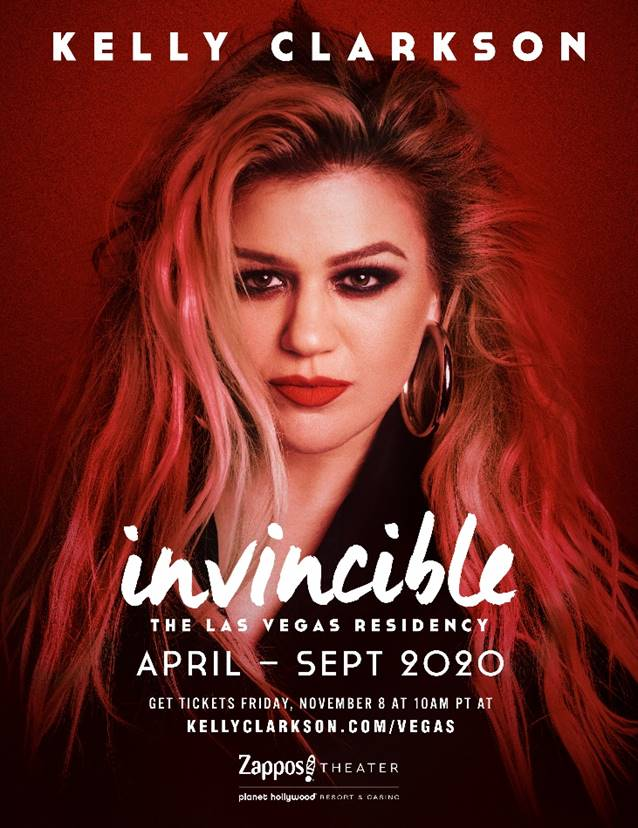 KELLY CLARKSON
invincible
THE LAS VEGAS RESIDENCY
APRIL – SEPT 2020
GET TICKETS FRIDAY, NOVEMBER 8 AT 10AM PT AT
KELLYCLARKSON.COM/VEGAS
Zappos THEATER
planet hollywood RESORT & CASINO